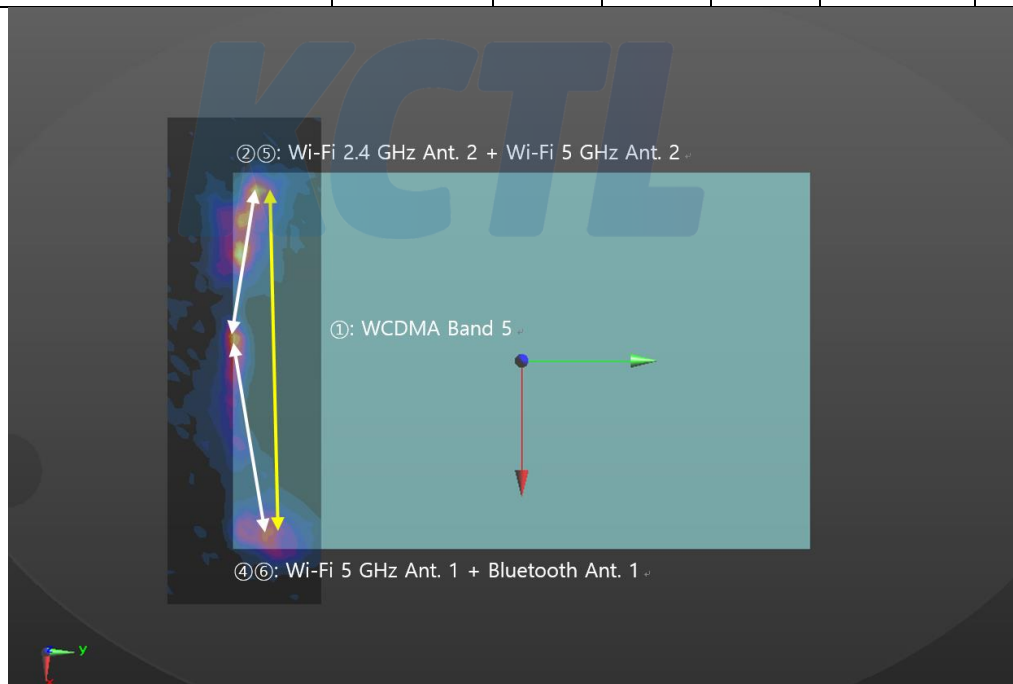 KCTL
②⑤: Wi-Fi 2.4 GHz Ant. 2 + Wi-Fi 5 GHz Ant. 2
①: WCDMA Band 5
④⑥: Wi-Fi 5 GHz Ant. 1 + Bluetooth Ant. 1
y
x